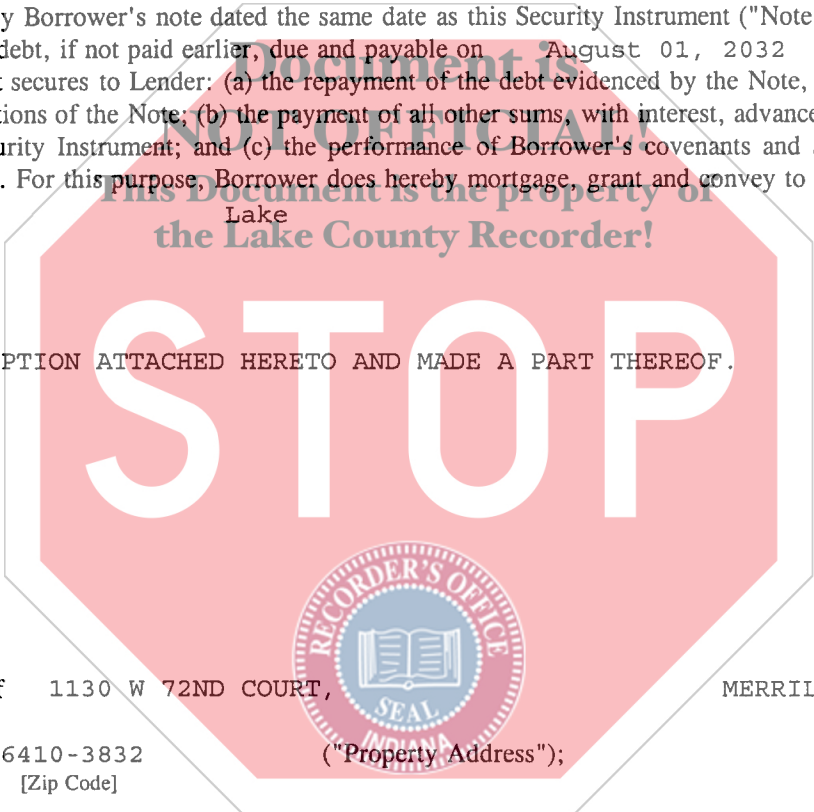 y Borrower's note dated the same date as this Security Instrument ("Note
debt, if not paid earlier, due and payable on August 01, 2032
Document is
t secures to Lender: (a) the repayment of the debt evidenced by the Note,
tions of the Note; (b) the payment of all other sums, with interest, advance
NOT OFFICIAL!
urity Instrument; and (c) the performance of Borrower's covenants and
. For this purpose, Borrower does hereby mortgage, grant and convey to
This Document is the property of
Lake
the Lake County Recorder!
PTION ATTACHED HERETO AND MADE A PART THEREOF.
STOP
RECORDER'S OFFICE
SEAL
INDIANA
f 1130 W 72ND COURT, MERRIL
6410-3832 ("Property Address");
[Zip Code]